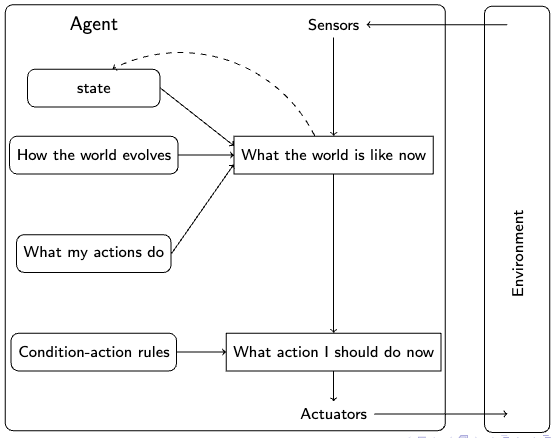 Agent
Sensors
state
How the world evolves
What the world is like now
What my actions do
Environment
Condition-action rules
What action I should do now
Actuators